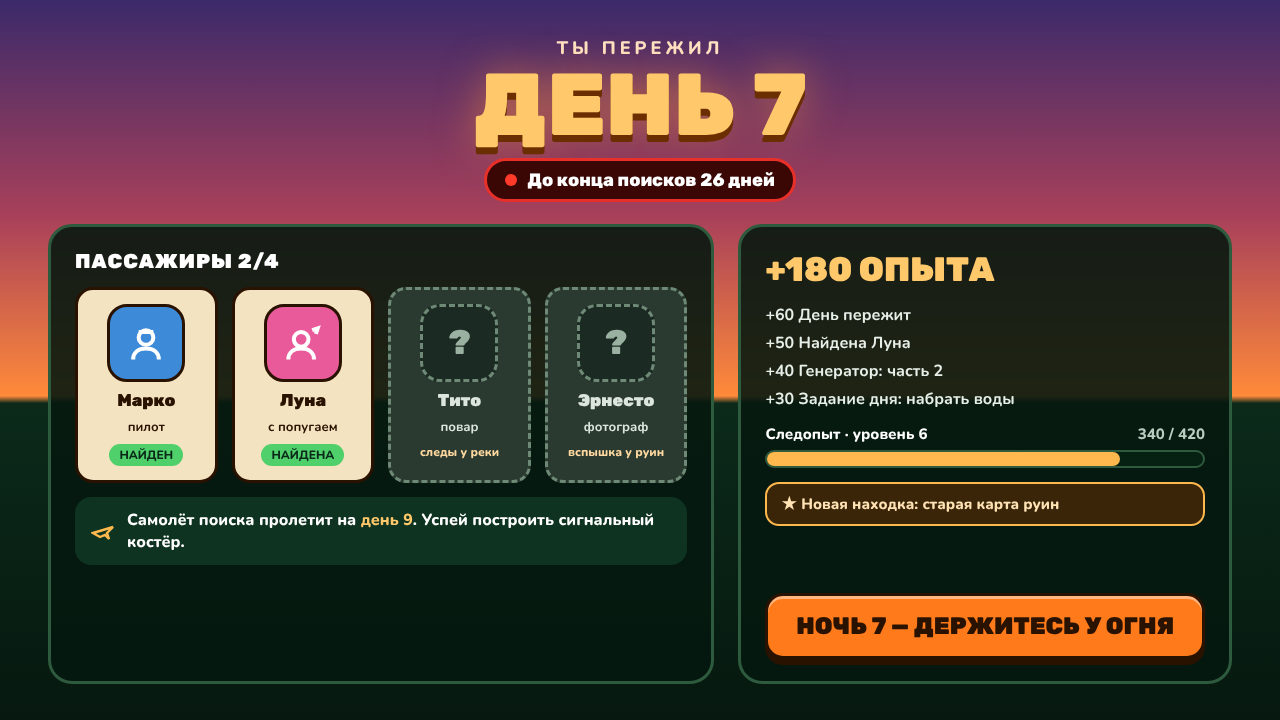 ТЫ ПЕРЕЖИЛ
ДЕНЬ 7
До конца поисков 26 дней
ПАССАЖИРЫ 2/4
Марко
пилот
НАЙДЕН
Луна
с попугаем
НАЙДЕНА
?
Тито
повар
следы у реки
?
Эрнесто
фотограф
вспышка у руин
Самолёт поиска пролетит на день 9. Успей построить сигнальный
костёр.
+180 ОПЫТА
+60 День пережит
+50 Найдена Луна
+40 Генератор: часть 2
+30 Задание дня: набрать воды
Следопыт · уровень 6
340 / 420
★ Новая находка: старая карта руин
НОЧЬ 7 — ДЕРЖИТЕСЬ У ОГНЯ